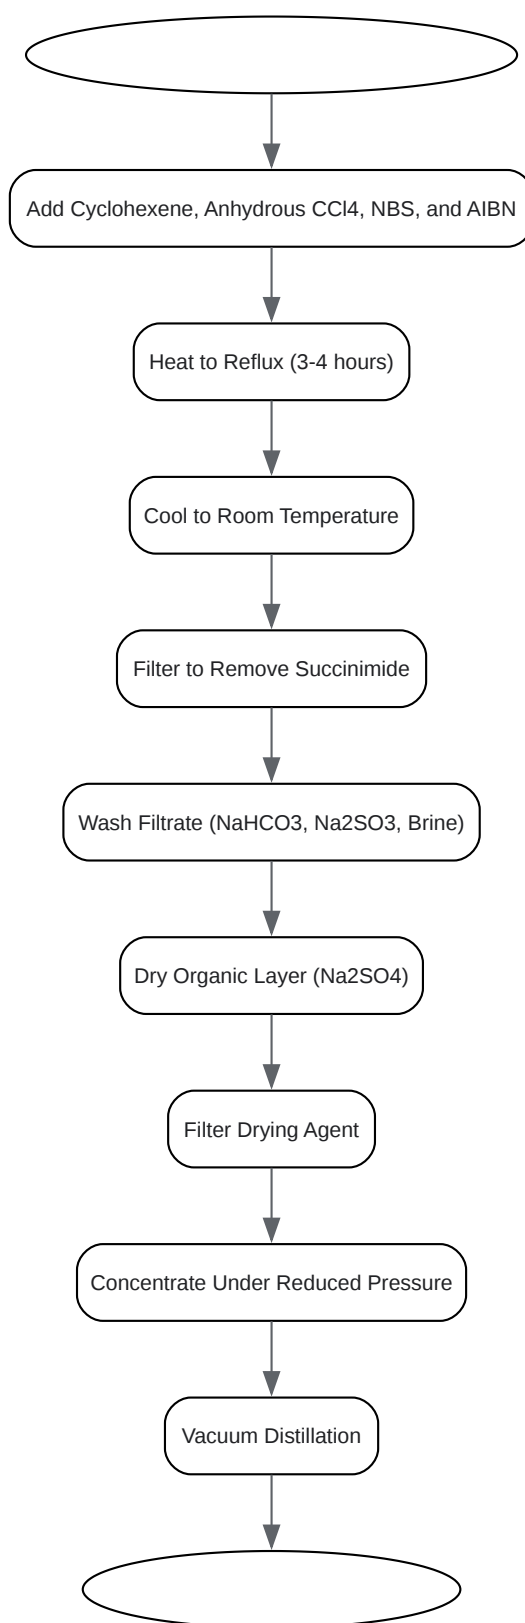 Add Cyclohexene, Anhydrous CCl4, NBS, and AIBN
Heat to Reflux (3-4 hours)
Cool to Room Temperature
Filter to Remove Succinimide
Wash Filtrate (NaHCO3, Na2SO3, Brine)
Dry Organic Layer (Na2SO4)
Filter Drying Agent
Concentrate Under Reduced Pressure
Vacuum Distillation